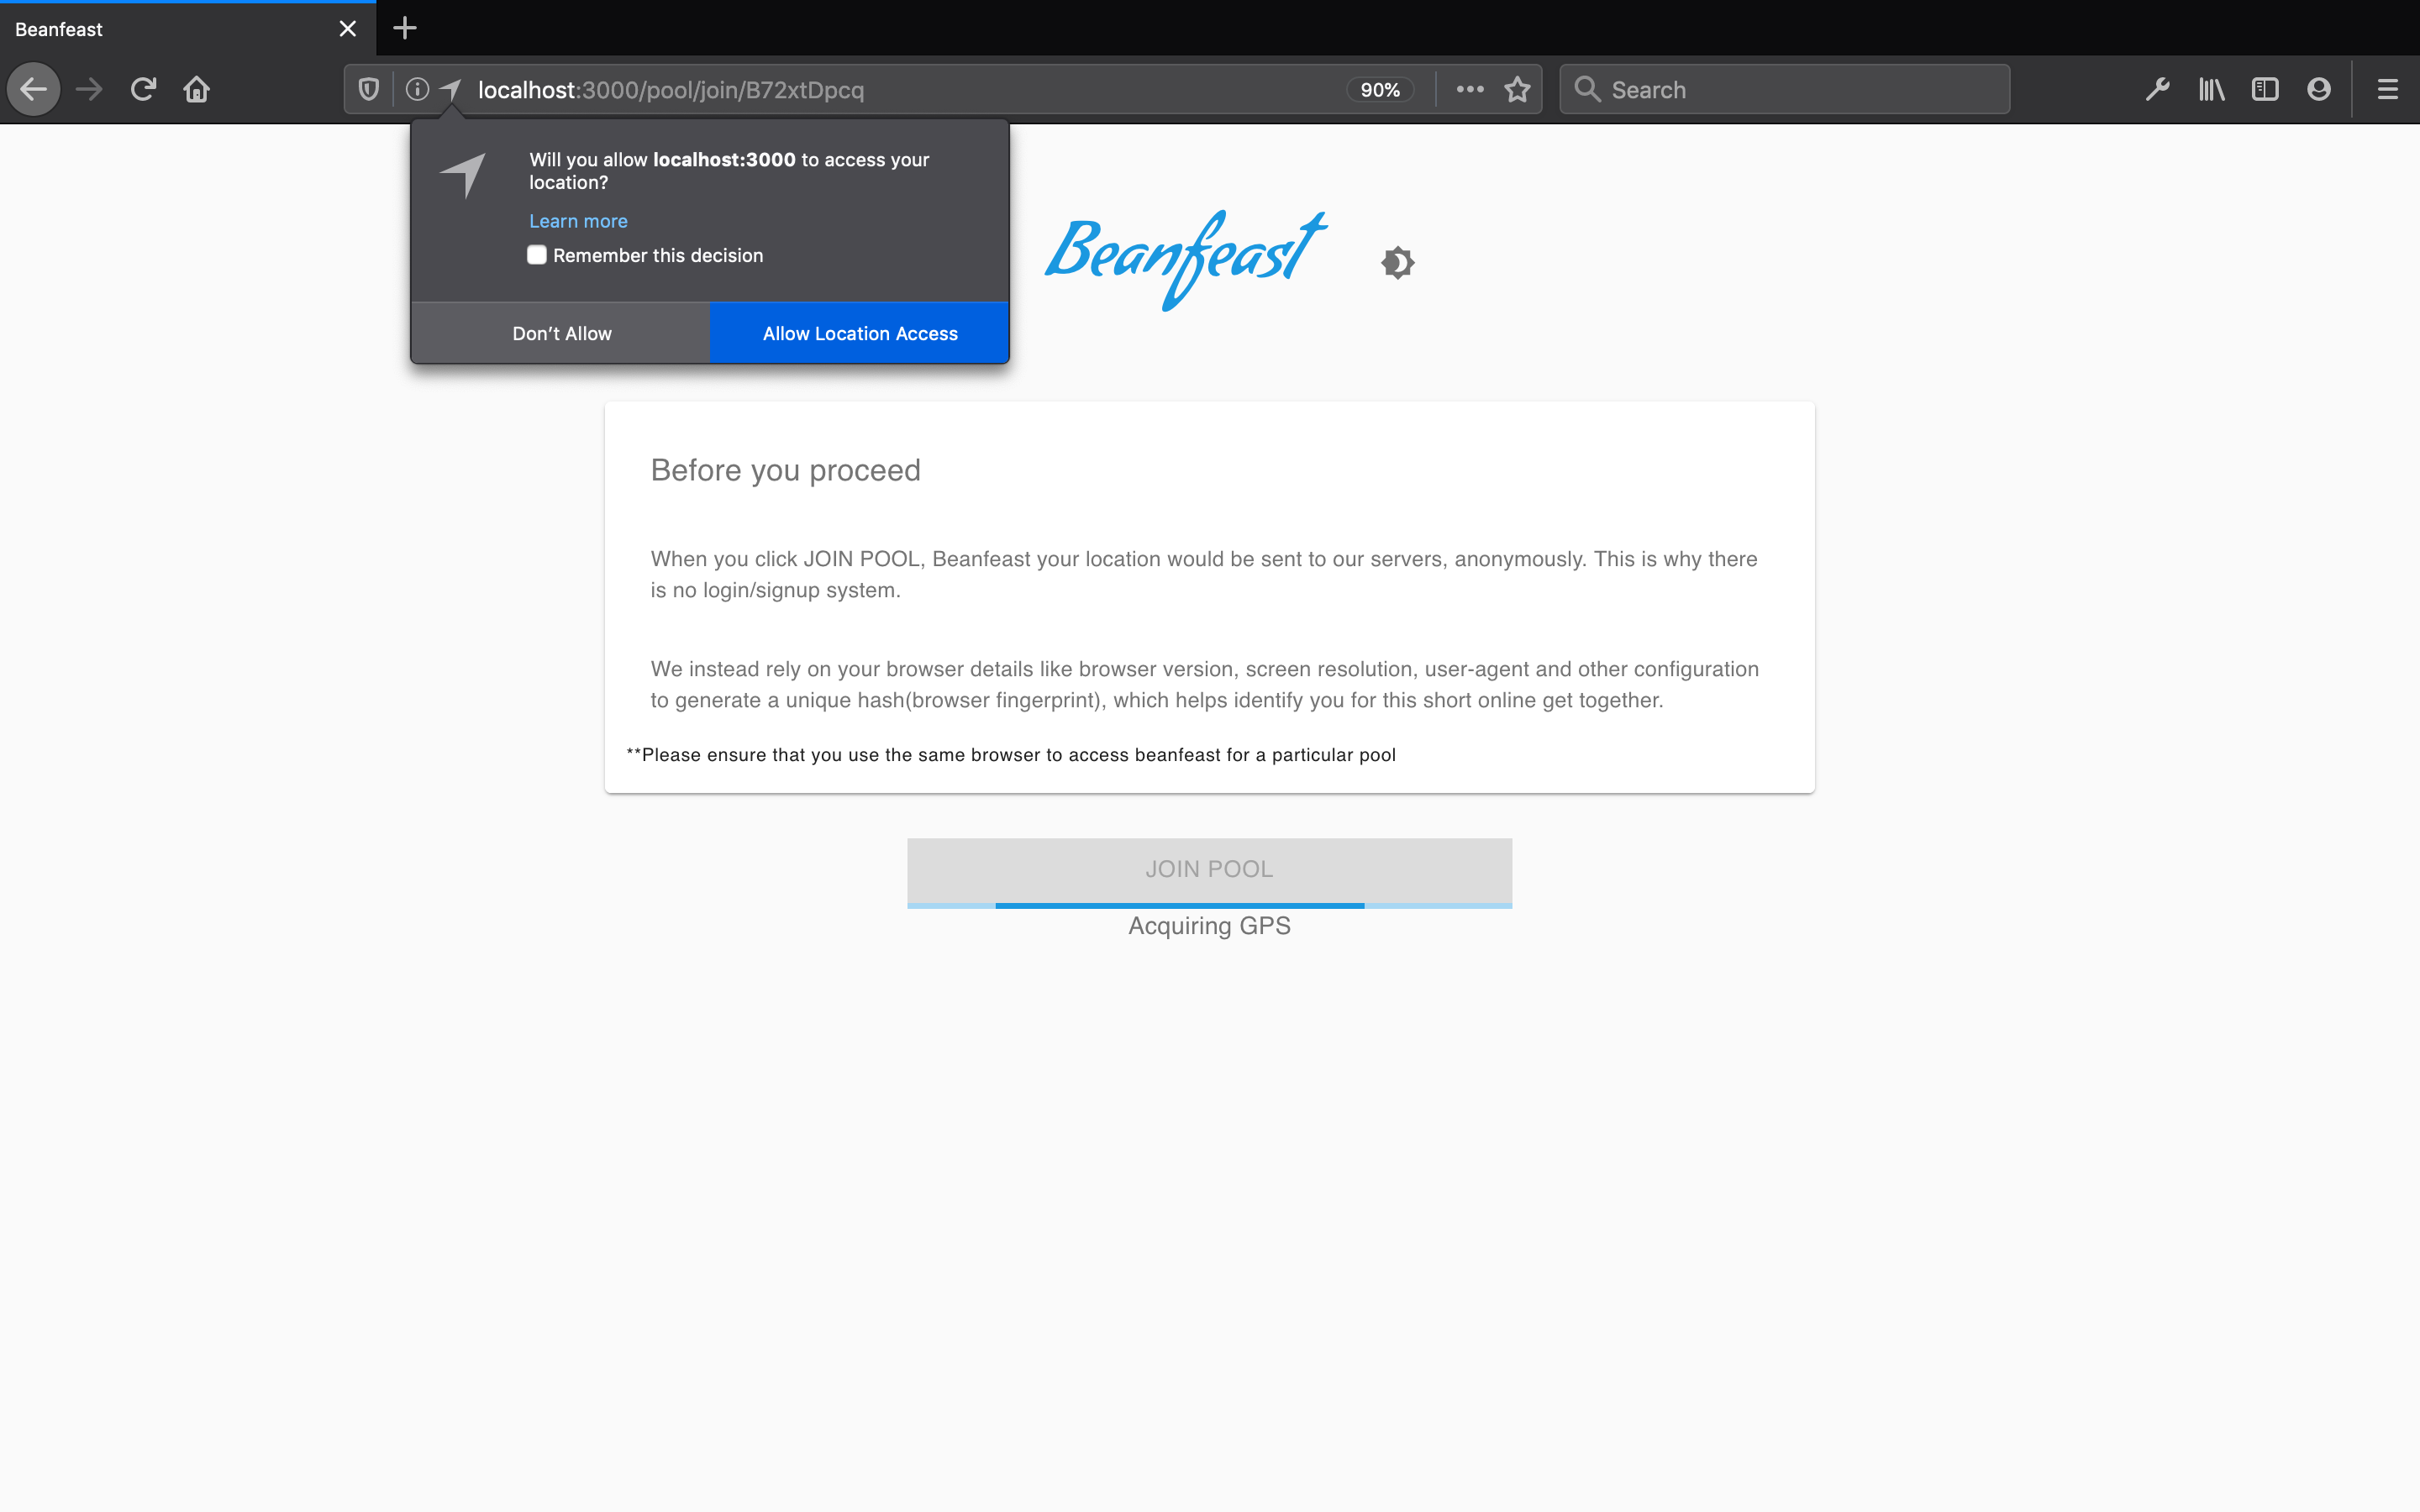 Beanfeast
localhost:3000/pool/join/B72xtDpcq
90%
Search
Will you allow localhost:3000 to access your
location?
Learn more
Remember this decision
Don’t Allow
Allow Location Access
Beanfeast
Before you proceed
When you click JOIN POOL, Beanfeast your location would be sent to our servers, anonymously. This is why there
is no login/signup system.
We instead rely on your browser details like browser version, screen resolution, user-agent and other configuration
to generate a unique hash(browser fingerprint), which helps identify you for this short online get together.
**Please ensure that you use the same browser to access beanfeast for a particular pool
JOIN POOL
Acquiring GPS